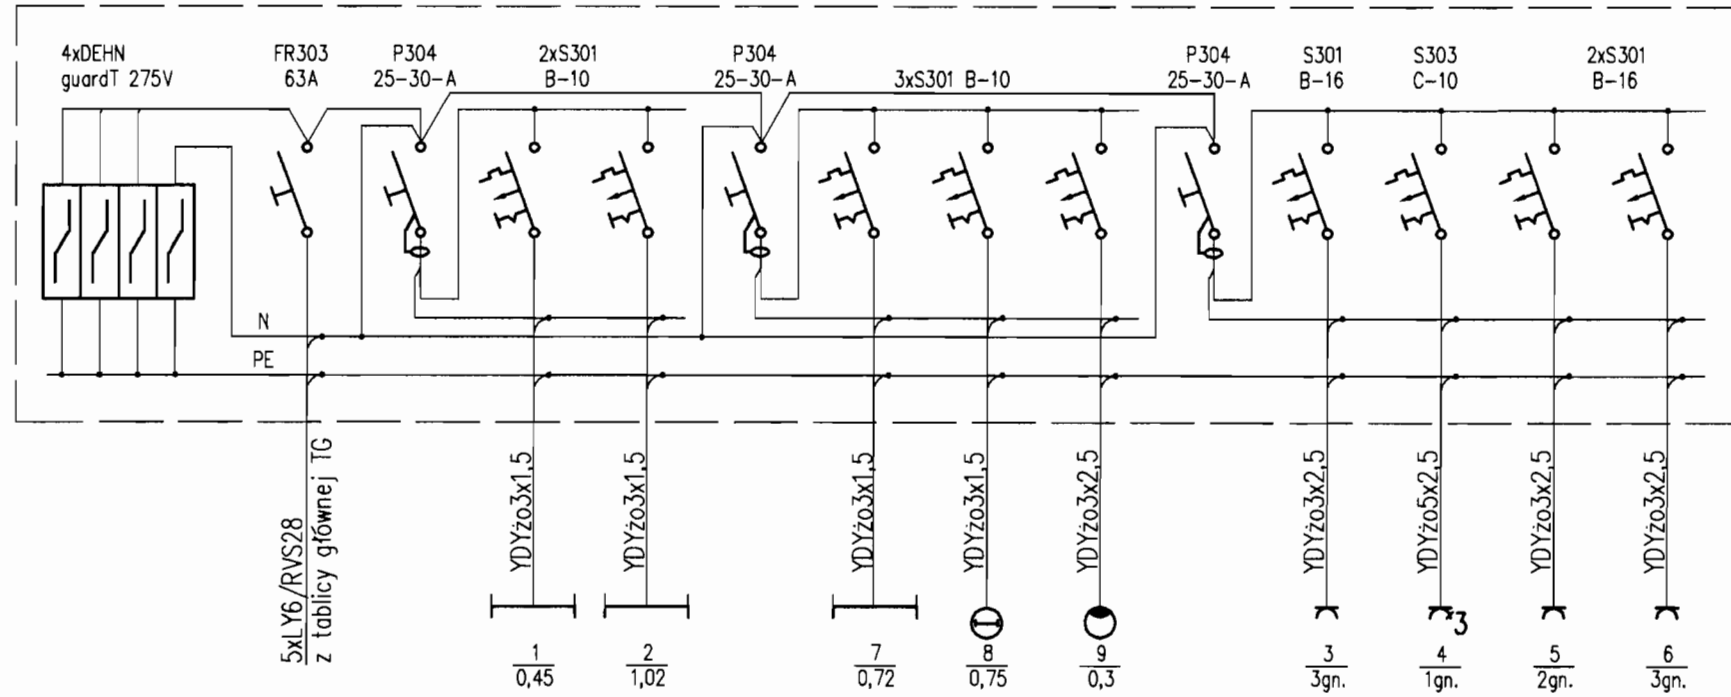 4xDEHN
guardT 275V
FR303
63A
P304
25-30-A
2xS301
B-10
P304
25-30-A
3xS301 B-10
P304
25-30-A
S301
B-16
S303
C-10
2xS301
B-16
N
PE
5xLY6/RVS28
z tablicy głównej TG
YDYżo3x1,5
YDYżo3x1,5
YDYżo3x1,5
YDYżo3x1,5
YDYżo3x2,5
YDYżo3x2,5
YDYżo5x2,5
YDYżo3x2,5
YDYżo3x2,5
x3
1
0,45
2
1,02
7
0,72
8
0,75
9
0,3
3
3gn.
4
1gn.
5
2gn.
6
3gn.